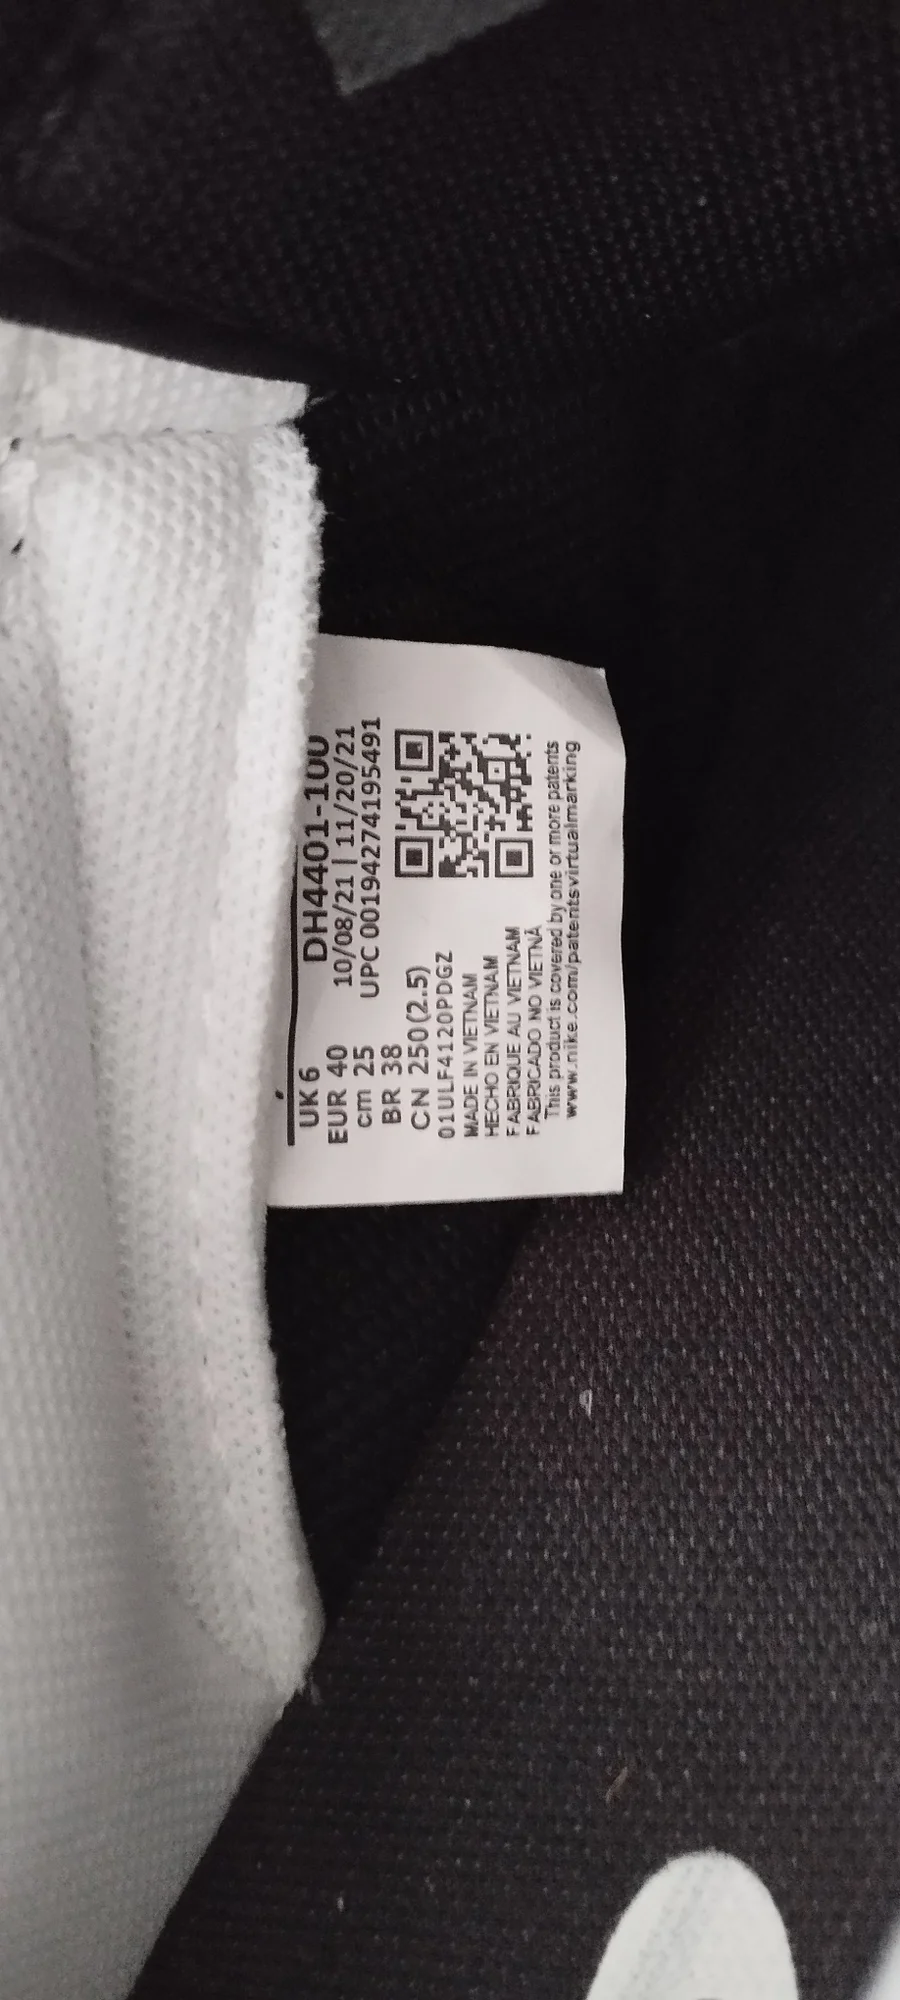 UK 6
EUR 40
cm 25
BR 38
CN 250(2.5)
DH4401-100
10/08/21 | 11/20/21
UPC 00194274195491
01ULF4120PDGZ
MADE IN VIETNAM
HECHO EN VIETNAM
FABRIQUE AU VIETNAM
FABRICADO NO VIETNÃ
This product is covered by one or more patents
www.nike.com/patentsvirtualmarking